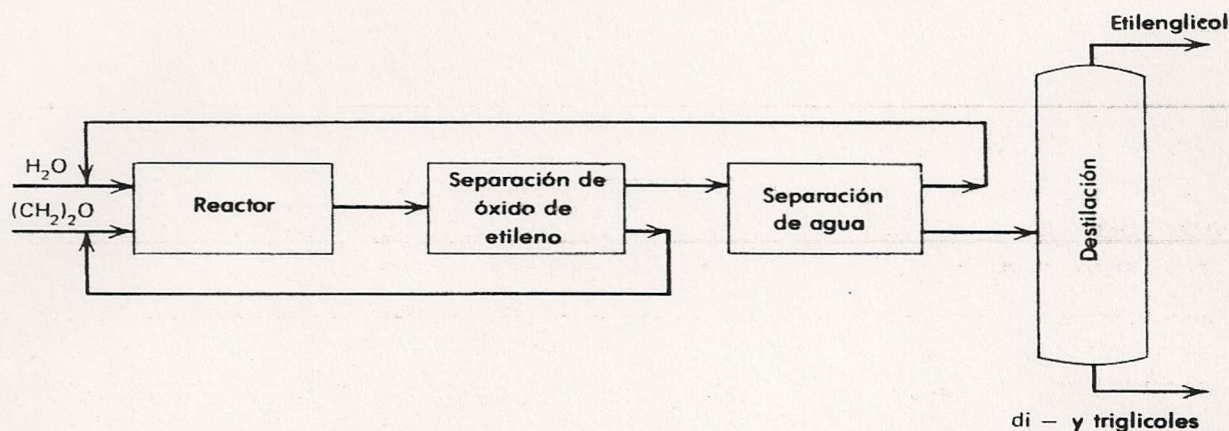 Etilenglicol
H₂O
(CH₂)₂O
Reactor
Separación de
óxido de
etileno
Separación
de agua
Destilación
di – y triglicoles